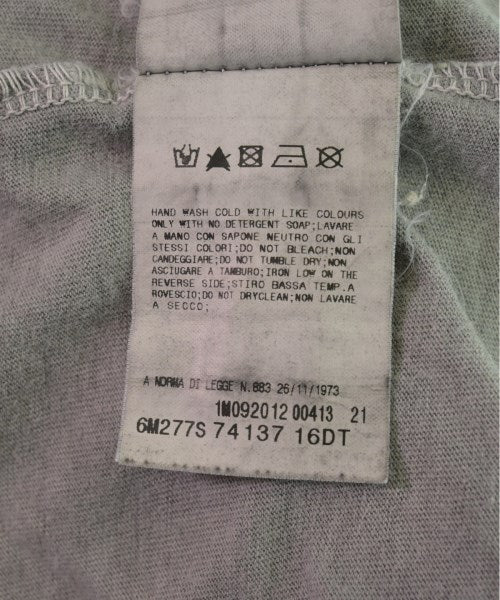 HAND WASH COLD WITH LIKE COLOURS
ONLY WITH NO DETERGENT SOAP;LAVARE
A MANO CON SAPONE NEUTRO CON GLI
STESSI COLORI;DO NOT BLEACH;NON
CANDEGGIARE;DO NOT TUMBLE DRY;NON
ASCIUGARE A TAMBURO;IRON LOW ON THE
REVERSE SIDE;STIRO BASSA TEMP.A
ROVESCIO;DO NOT DRYCLEAN;NON LAVARE
A SECCO;
A NORMA DI LEGGE N.883 26/11/1973
1M092012 00413 21
6M277S 74137 16DT